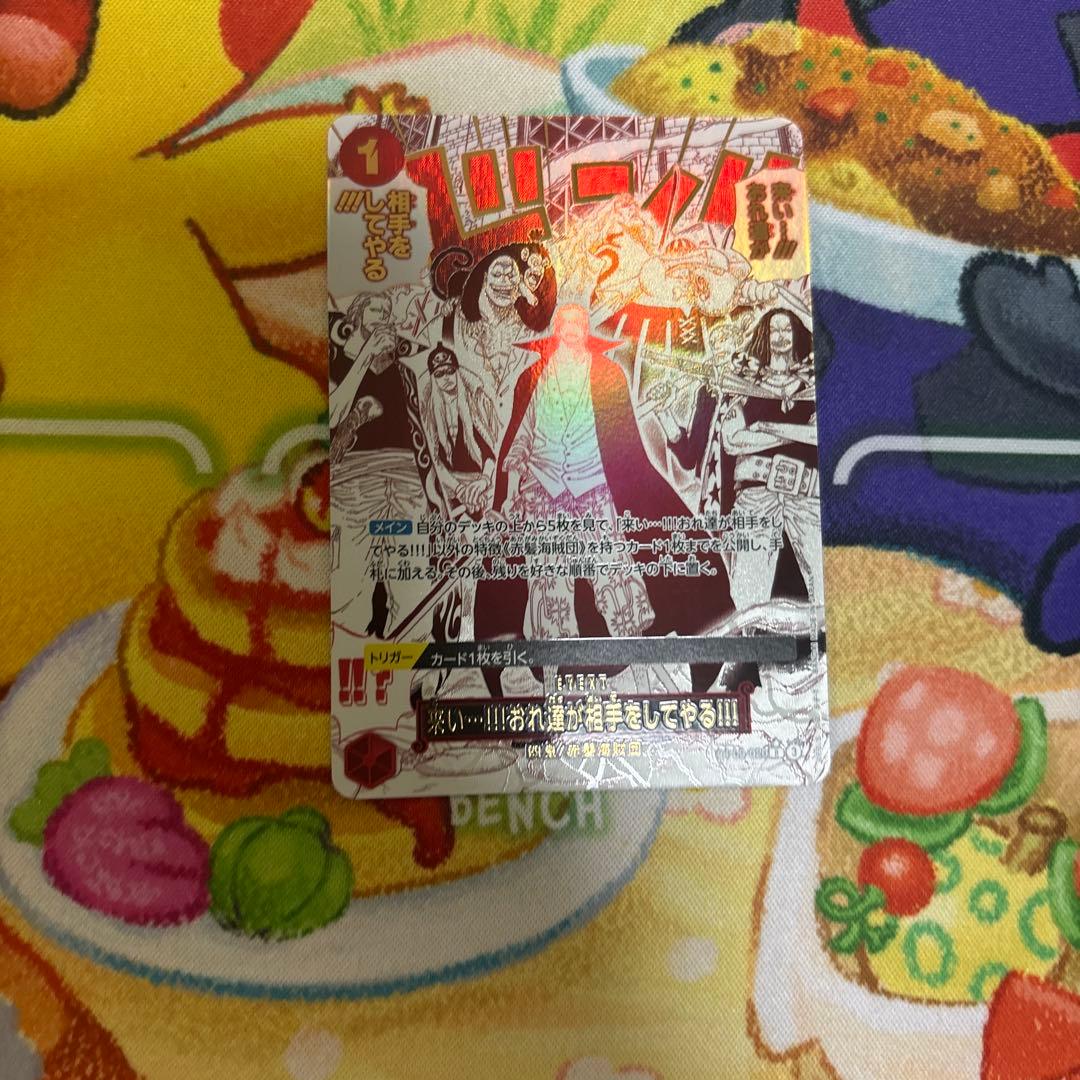 1
ドン!!
来い…!!!
おれ達が
相手を
してやる
!!!
メイン 自分のデッキの上から5枚を見て、「来い…!!!おれ達が相手をし
てやる!!!」以外の特徴《赤髪海賊団》を持つカード1枚までを公開し、手
札に加える。その後、残りを好きな順番でデッキの下に置く。
!!?
トリガー カード1枚を引く。
EVENT
来い…!!!おれ達が相手をしてやる!!!
四皇/赤髪海賊団
BENCH